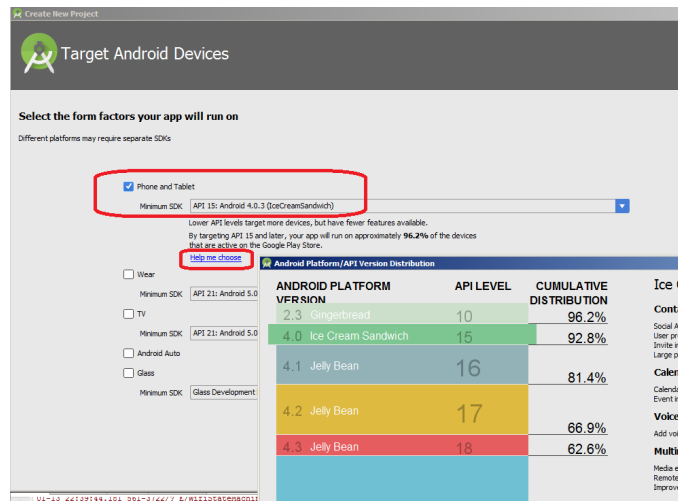 Create New Project
Target Android Devices
Select the form factors your app will run on
Different platforms may require separate SDKs
Phone and Tablet
Minimum SDK API 15: Android 4.0.3 (IceCreamSandwich)
Lower API levels target more devices, but have fewer features available.
By targeting API 15 and later, your app will run on approximately 96.2% of the devices
that are active on the Google Play Store.
Help me choose
Wear
Minimum SDK API 21: Android 5.0
TV
Minimum SDK API 21: Android 5.0
Android Auto
Glass
Minimum SDK Glass Development
Android Platform/API Version Distribution
ANDROID PLATFORM VERSION API LEVEL CUMULATIVE DISTRIBUTION
2.3 Gingerbread 10 96.2%
4.0 Ice Cream Sandwich 15 92.8%
4.1 Jelly Bean 16 81.4%
4.2 Jelly Bean 17 66.9%
4.3 Jelly Bean 18 62.6%
Ice
Conta
Social A
User pr
Invite i
Large p
Calen
Calenda
Event i
Voice
Add voi
Multi
Media e
Remote
Improve